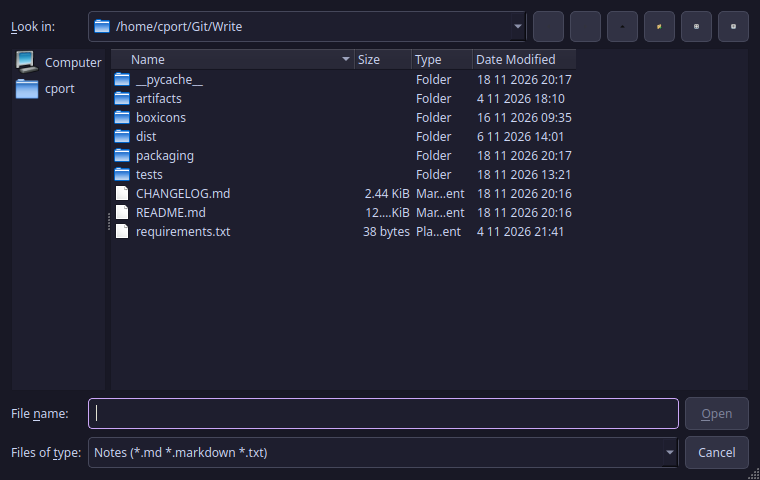 Look in: /home/cport/Git/Write
Computer
cport
Name Size Type Date Modified
__pycache__ Folder 18 11 2026 20:17
artifacts Folder 4 11 2026 18:10
boxicons Folder 16 11 2026 09:35
dist Folder 6 11 2026 14:01
packaging Folder 18 11 2026 20:17
tests Folder 18 11 2026 13:21
CHANGELOG.md 2.44 KiB Mar...ent 18 11 2026 20:16
README.md 12....KiB Mar...ent 18 11 2026 20:16
requirements.txt 38 bytes Pla...ent 4 11 2026 21:41
File name: Open
Files of type: Notes (*.md *.markdown *.txt) Cancel